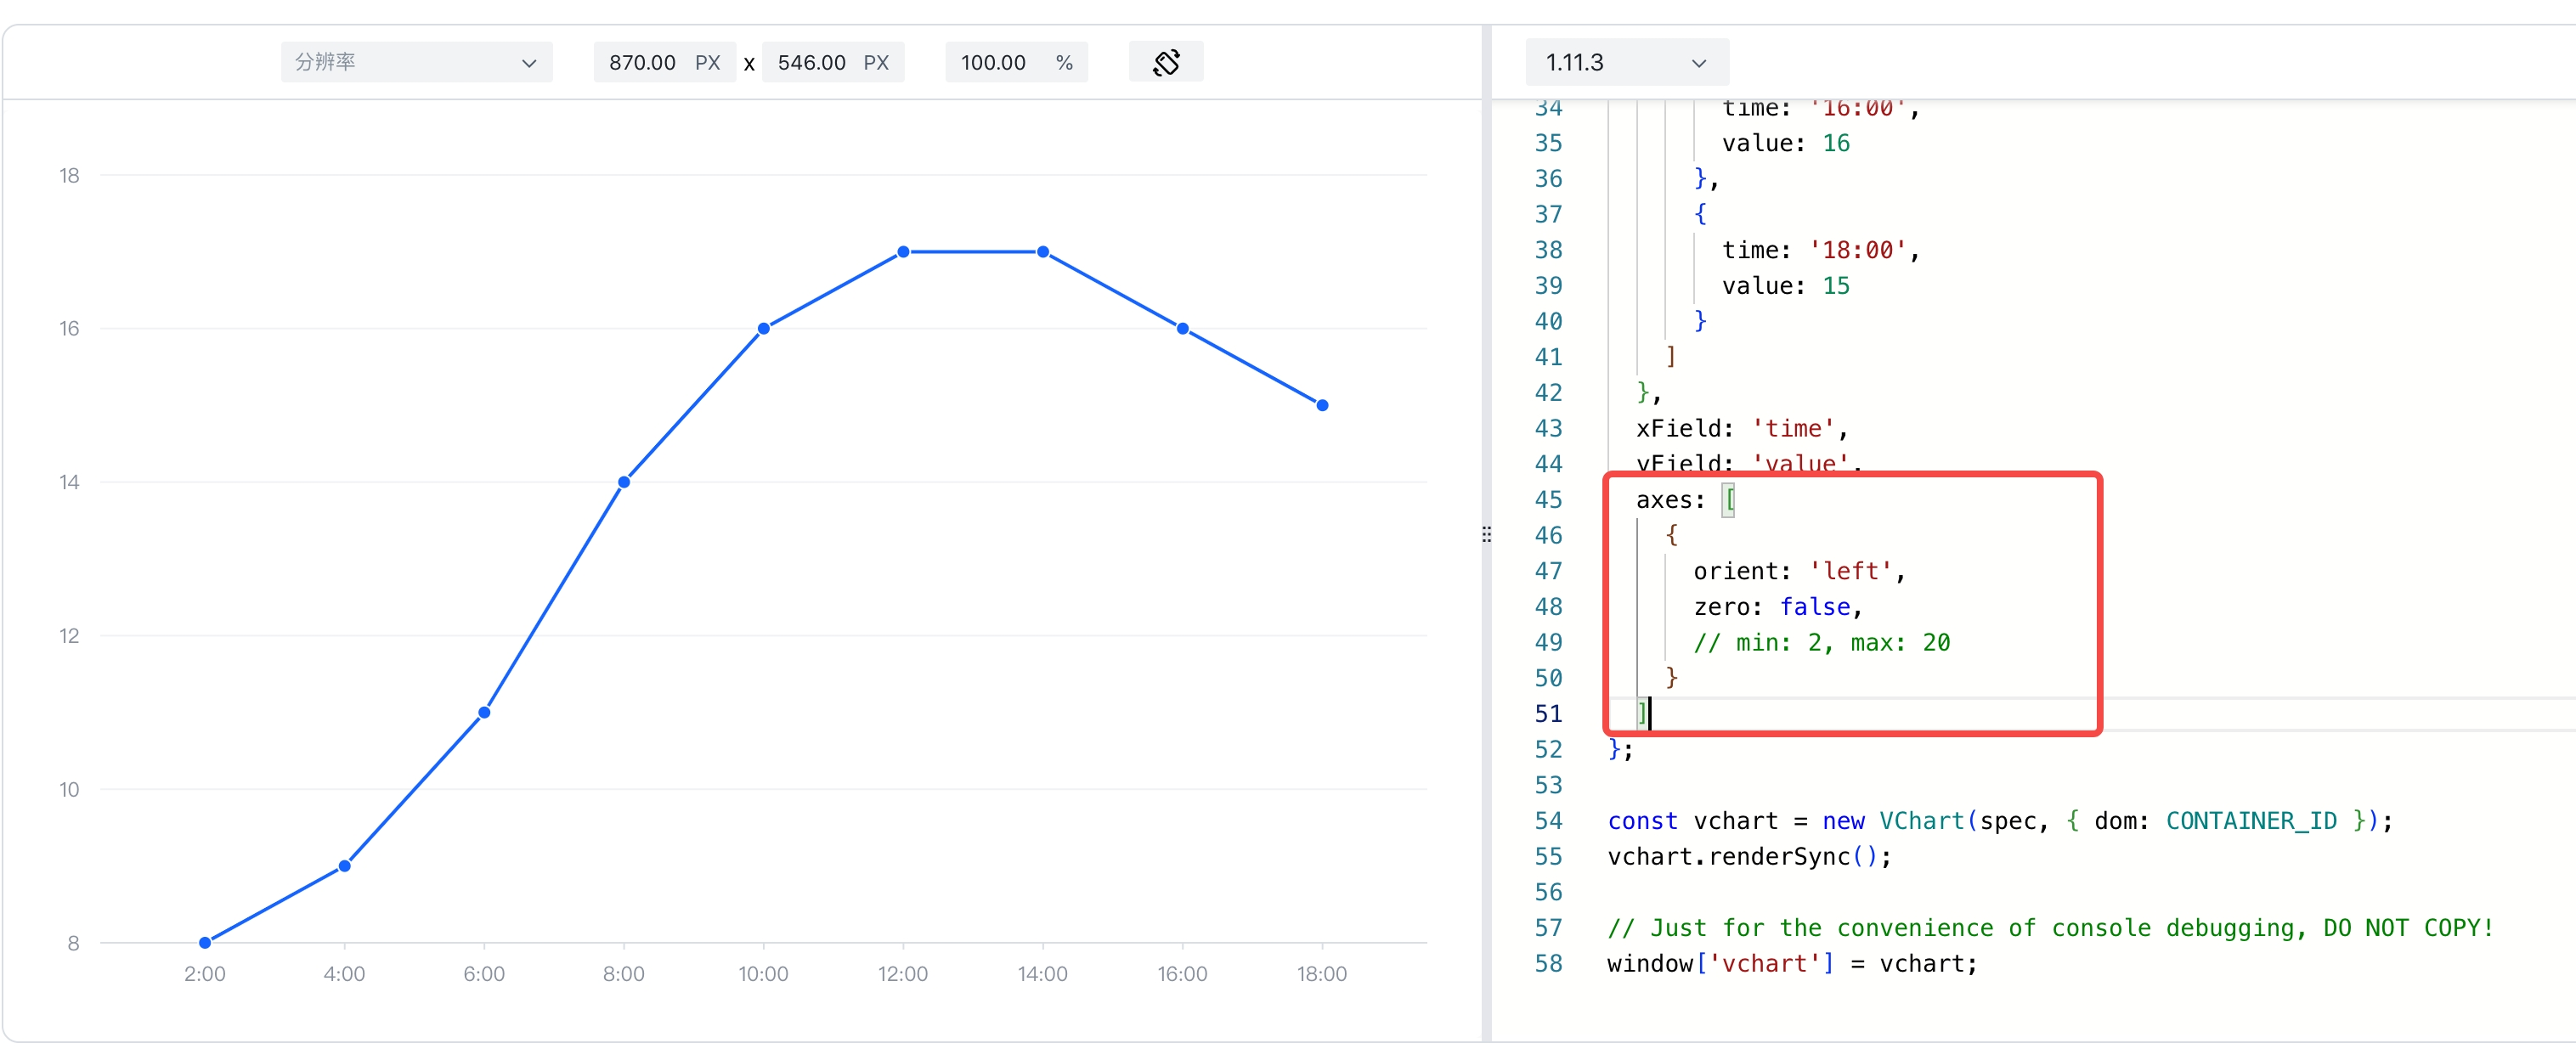 分辨率
870.00 PX x 546.00 PX
100.00 %
1.11.3
18
16
14
12
10
8
2:00 4:00 6:00 8:00 10:00 12:00 14:00 16:00 18:00
34 time: '16:00',
35 value: 16
36 },
37 {
38 time: '18:00',
39 value: 15
40 }
41 ]
42 },
43 xField: 'time',
44 yField: 'value',
45 axes: [
46 {
47 orient: 'left',
48 zero: false,
49 // min: 2, max: 20
50 }
51 ]
52 };
53
54 const vchart = new VChart(spec, { dom: CONTAINER_ID });
55 vchart.renderSync();
56
57 // Just for the convenience of console debugging, DO NOT COPY!
58 window['vchart'] = vchart;